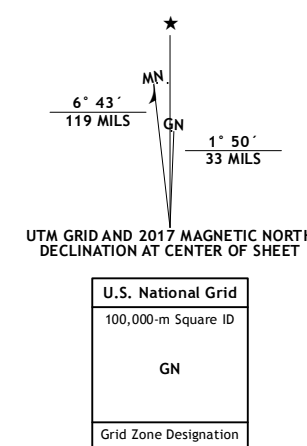 ★
MN
6° 43´
119 MILS
GN
1° 50´
33 MILS
UTM GRID AND 2017 MAGNETIC NORTH
DECLINATION AT CENTER OF SHEET
U.S. National Grid
100,000-m Square ID
GN
Grid Zone Designation